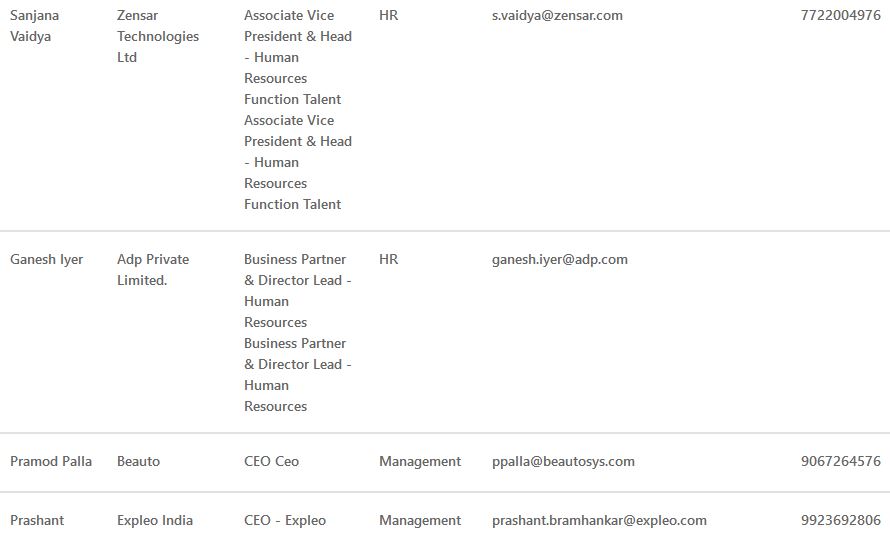 Sanjana Zensar Associate Vice HR s.vaidya@zensar.com 7722004976
Vaidya Technologies President & Head
Ltd - Human
Resources
Function Talent
Associate Vice
President & Head
- Human
Resources
Function Talent
Ganesh Iyer Adp Private Business Partner HR ganesh.iyer@adp.com
Limited. & Director Lead -
Human
Resources
Business Partner
& Director Lead -
Human
Resources
Pramod Palla Beauto CEO Ceo Management ppalla@beautosys.com 9067264576
Prashant Expleo India CEO - Expleo Management prashant.bramhankar@expleo.com 9923692806